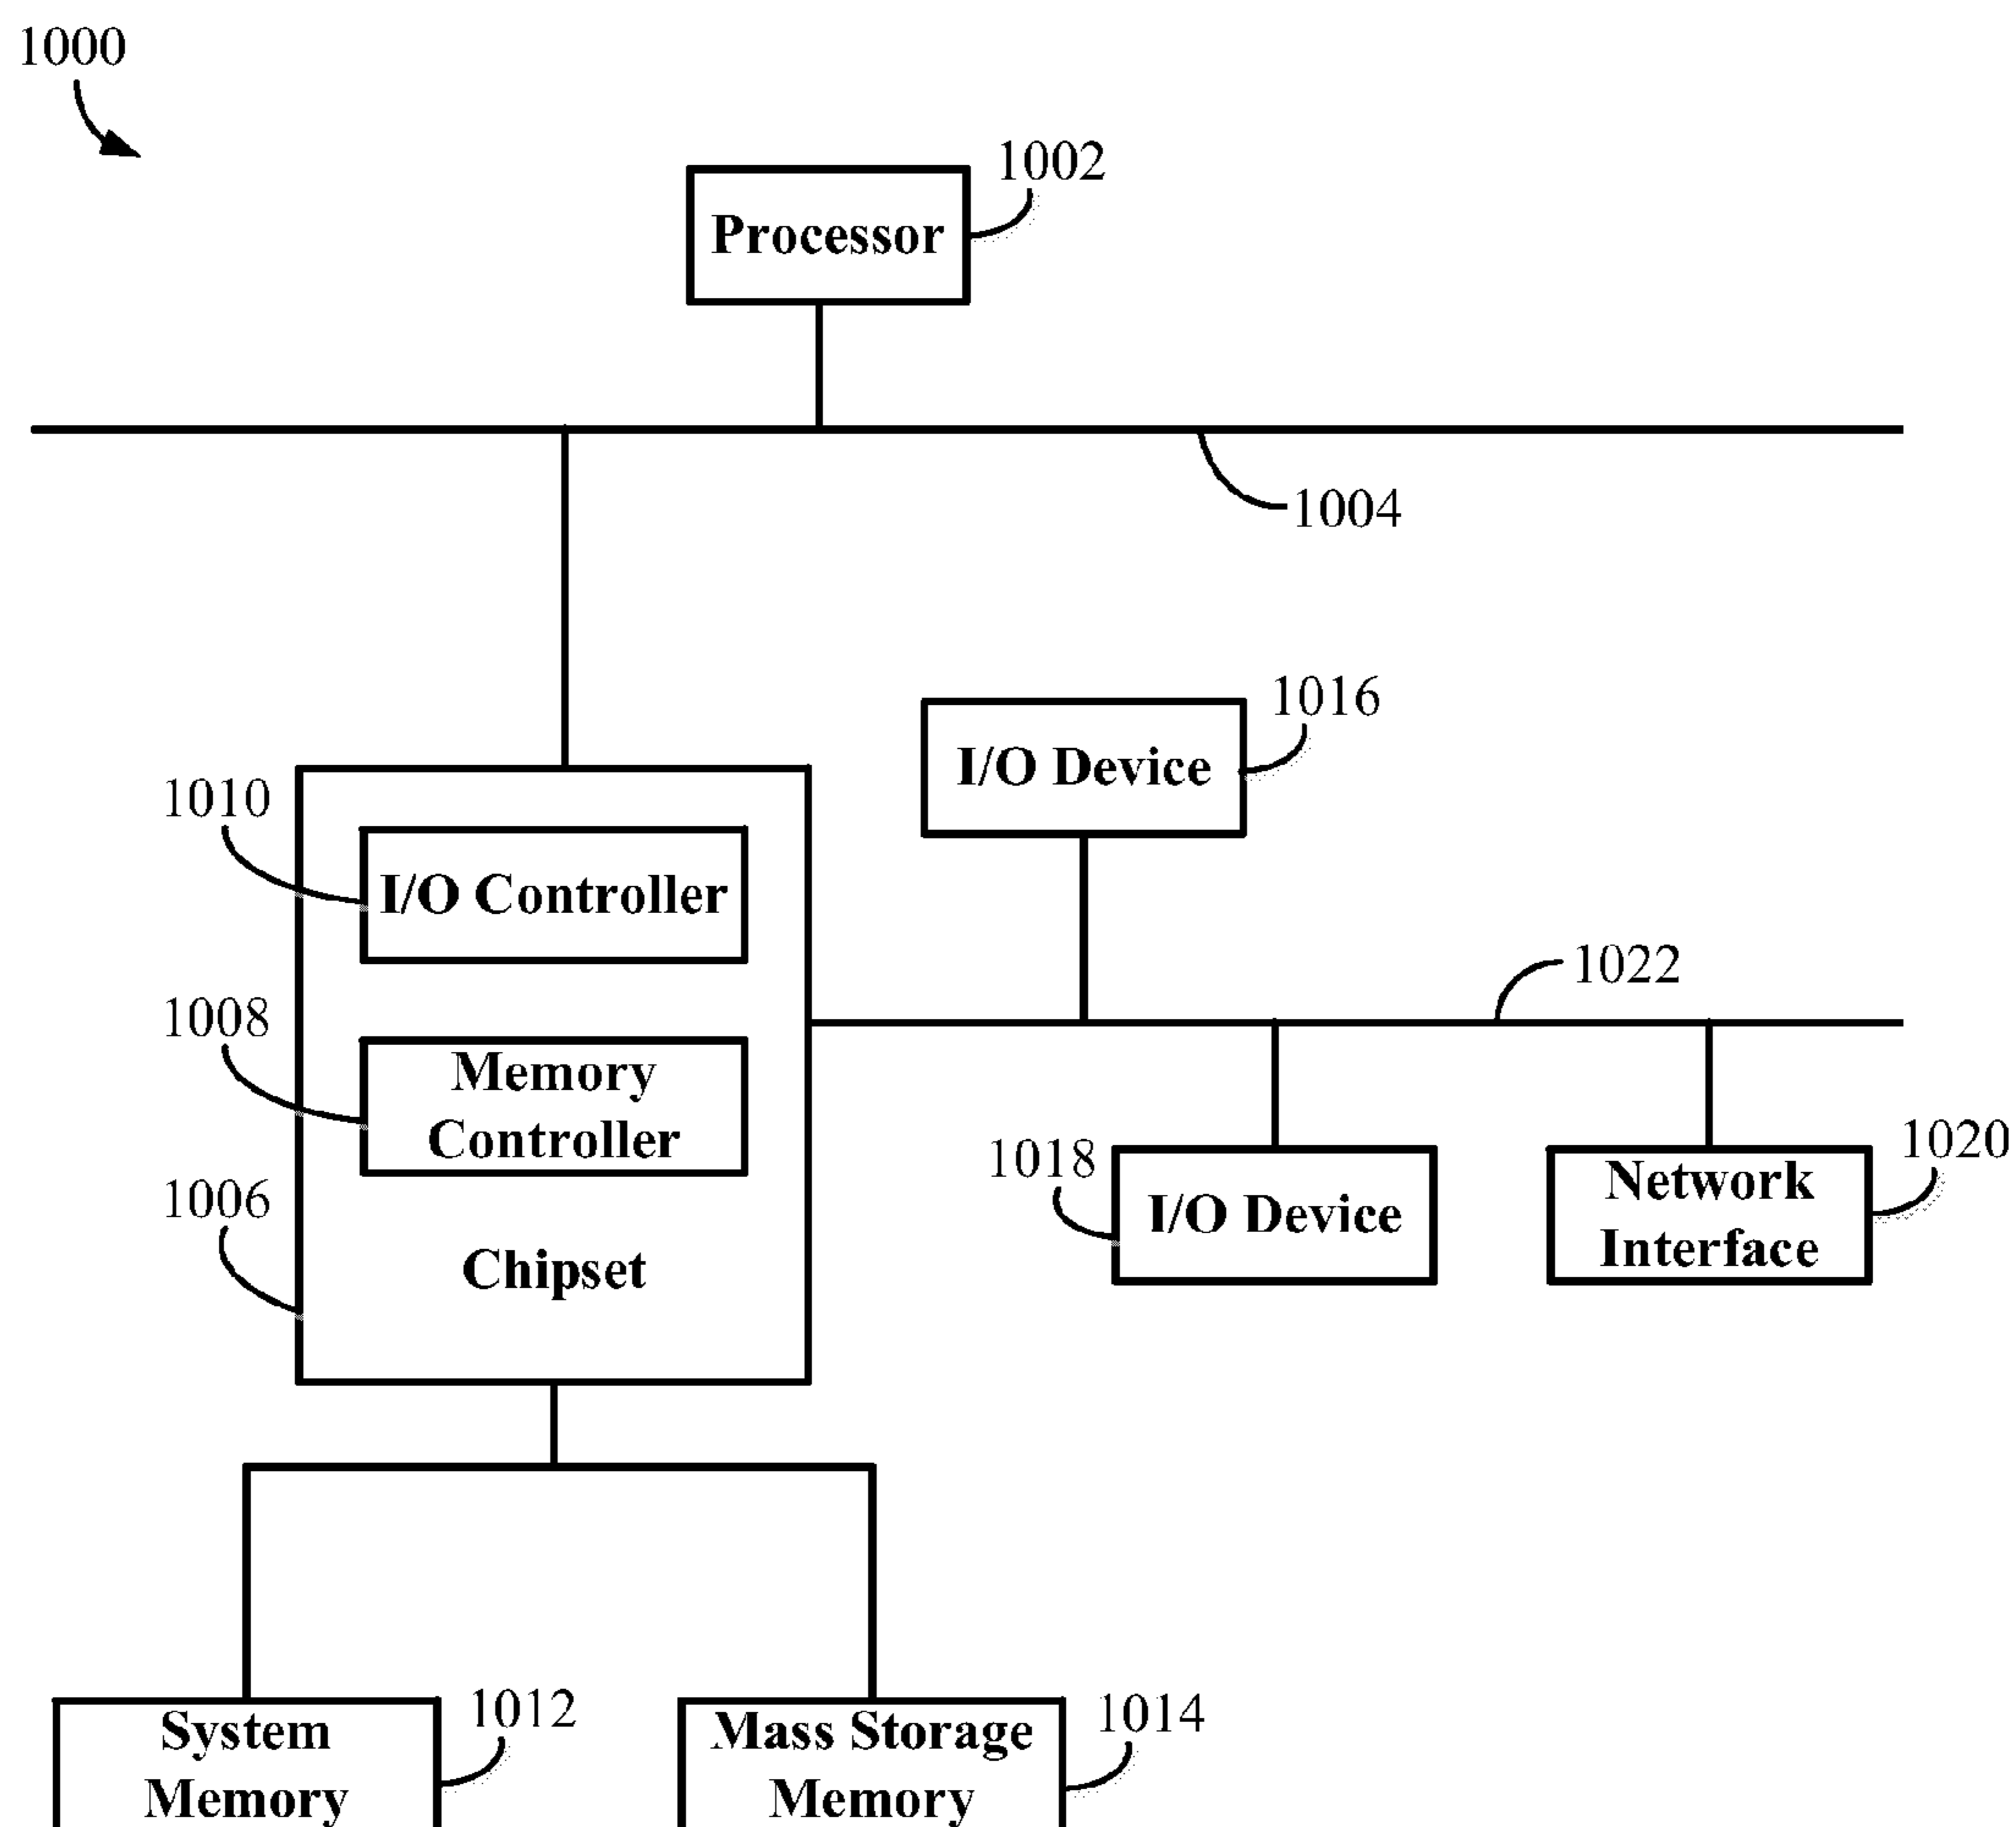 1000
1002
Processor
1004
1016
I/O Device
1010
I/O Controller
1022
1008
Memory
Controller
1018
I/O Device
1020
Network
Interface
1006
Chipset
1012
System
Memory
1014
Mass Storage
Memory